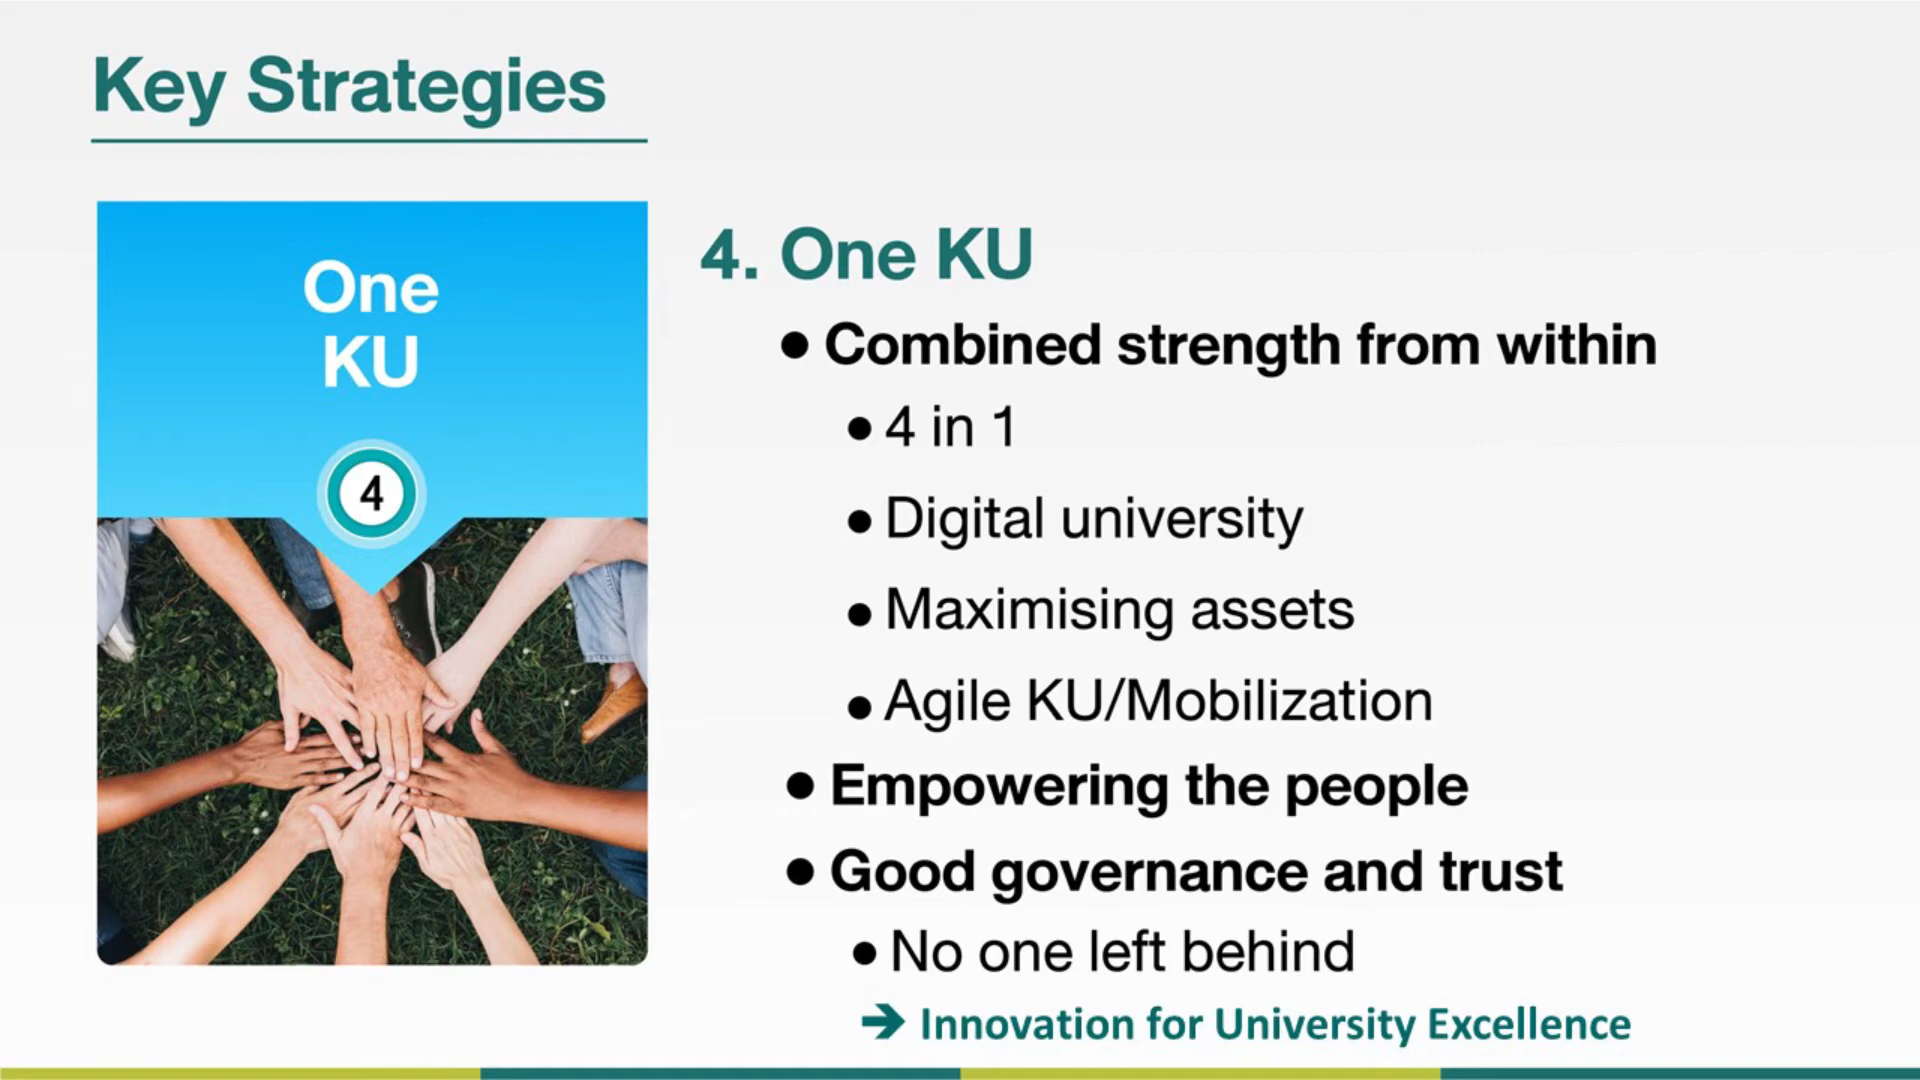 Key Strategies
One
KU
4
4. One KU
● Combined strength from within
● 4 in 1
● Digital university
● Maximising assets
● Agile KU/Mobilization
● Empowering the people
● Good governance and trust
● No one left behind
➔ Innovation for University Excellence